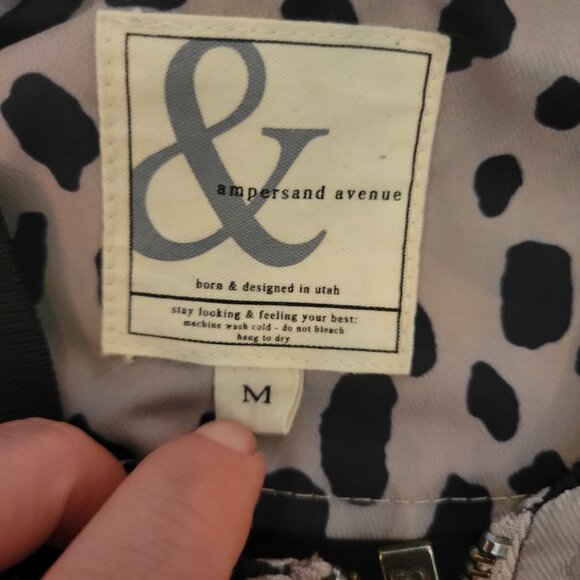 &
ampersand avenue
born & designed in utah
stay looking & feeling your best:
machine wash cold - do not bleach
hang to dry
M